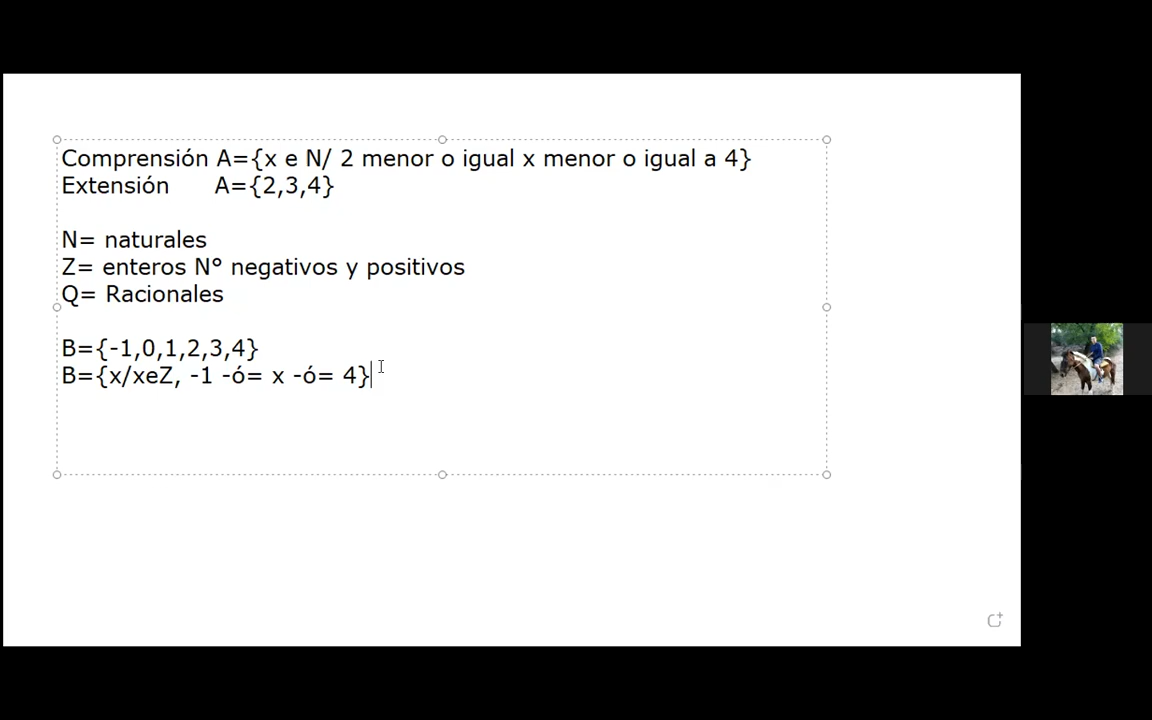 Comprensión A={x e N/ 2 menor o igual x menor o igual a 4}
Extensión A={2,3,4}
N= naturales
Z= enteros N° negativos y positivos
Q= Racionales
B={-1,0,1,2,3,4}
B={x/xeZ, -1 -ó= x -ó= 4}